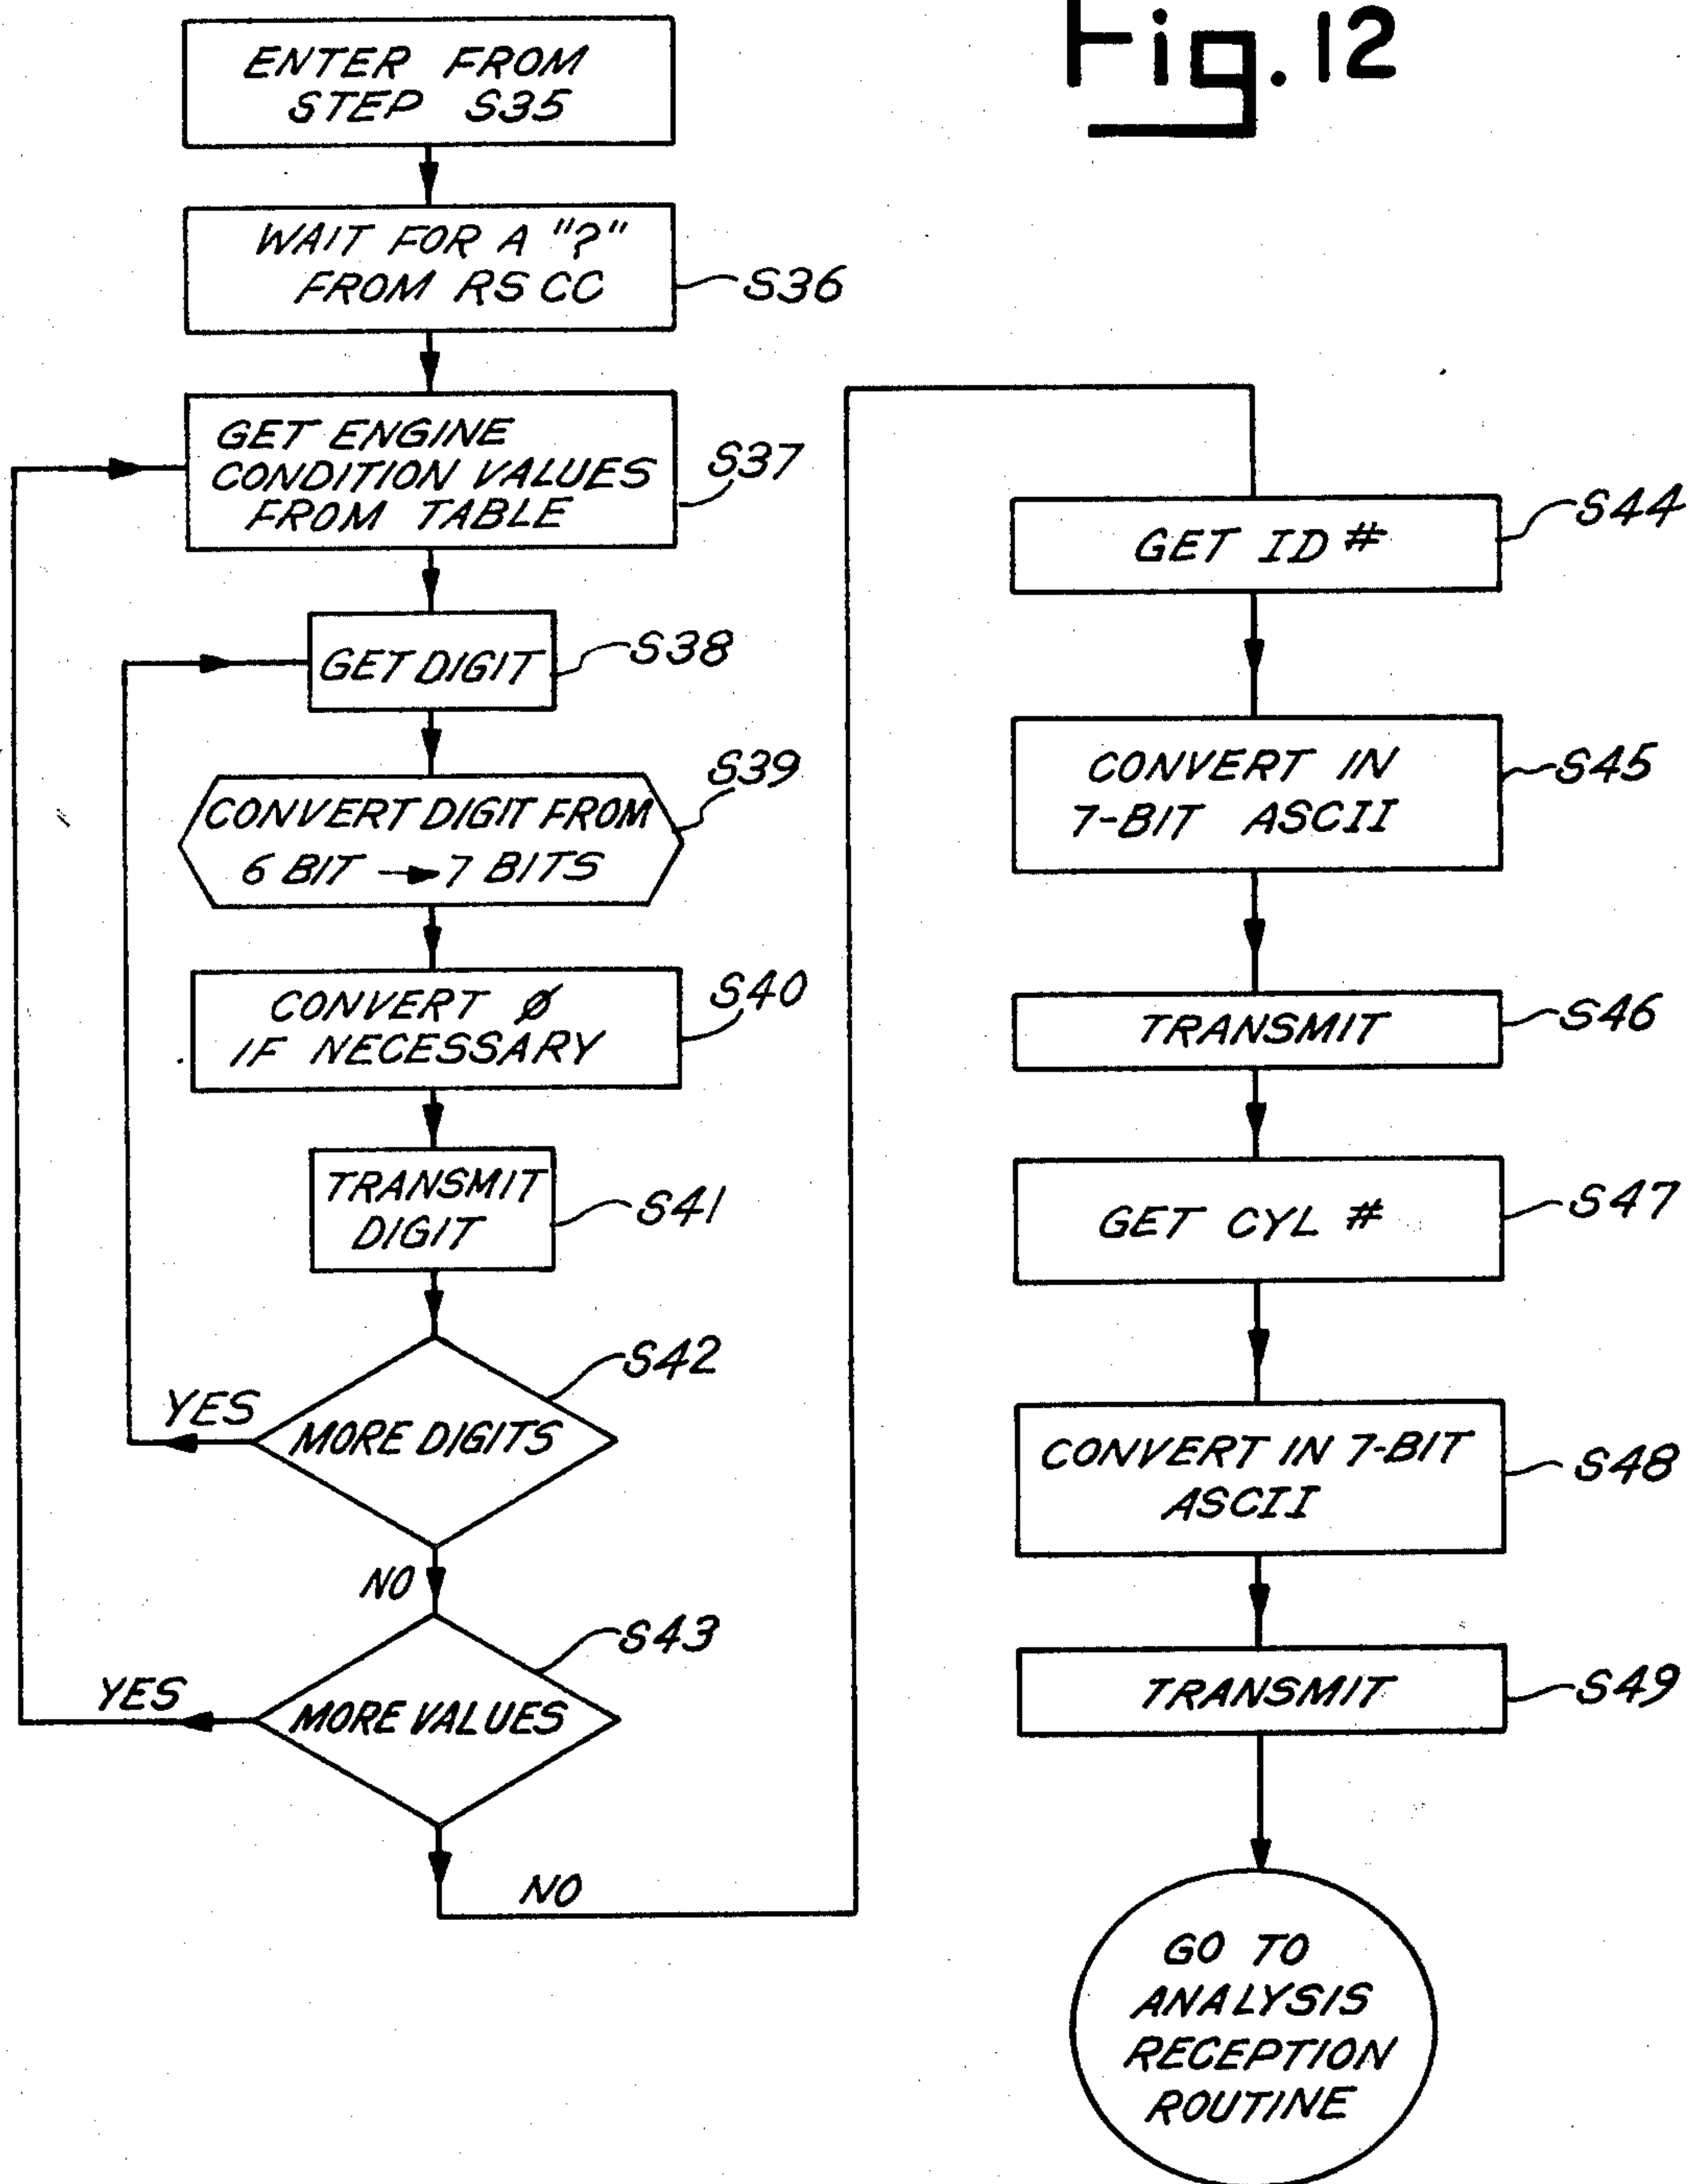 Fig. 12
ENTER FROM
STEP S35
WAIT FOR A "?"
FROM RS CC
S36
GET ENGINE
CONDITION VALUES
FROM TABLE
S37
GET DIGIT
S38
CONVERT DIGIT FROM
6 BIT → 7 BITS
S39
CONVERT Ø
IF NECESSARY
S40
TRANSMIT
DIGIT
S41
MORE DIGITS
S42
YES
NO
MORE VALUES
S43
YES
NO
GET ID #
S44
CONVERT IN
7-BIT ASCII
S45
TRANSMIT
S46
GET CYL #
S47
CONVERT IN 7-BIT
ASCII
S48
TRANSMIT
S49
GO TO
ANALYSIS
RECEPTION
ROUTINE